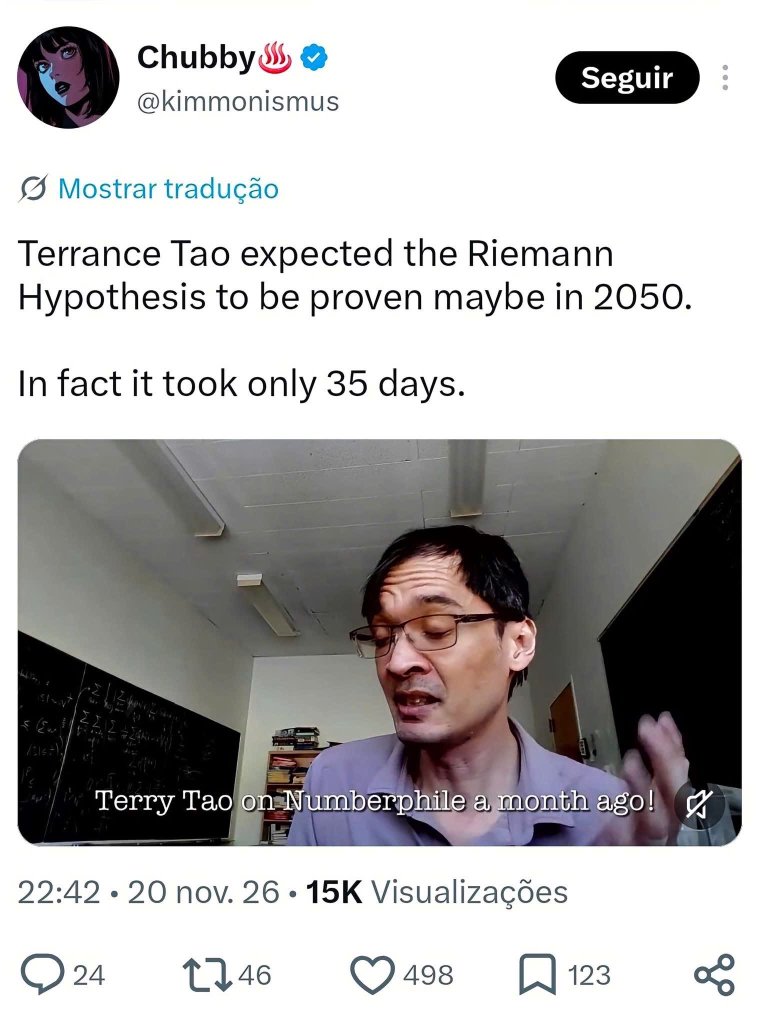 Chubby♨️
Seguir
@kimmonismus
Mostrar tradução
Terrance Tao expected the Riemann
Hypothesis to be proven maybe in 2050.
In fact it took only 35 days.
Terry Tao on Numberphile a month ago!
22:42 • 20 nov. 26 • 15K Visualizações
24 46 498 123